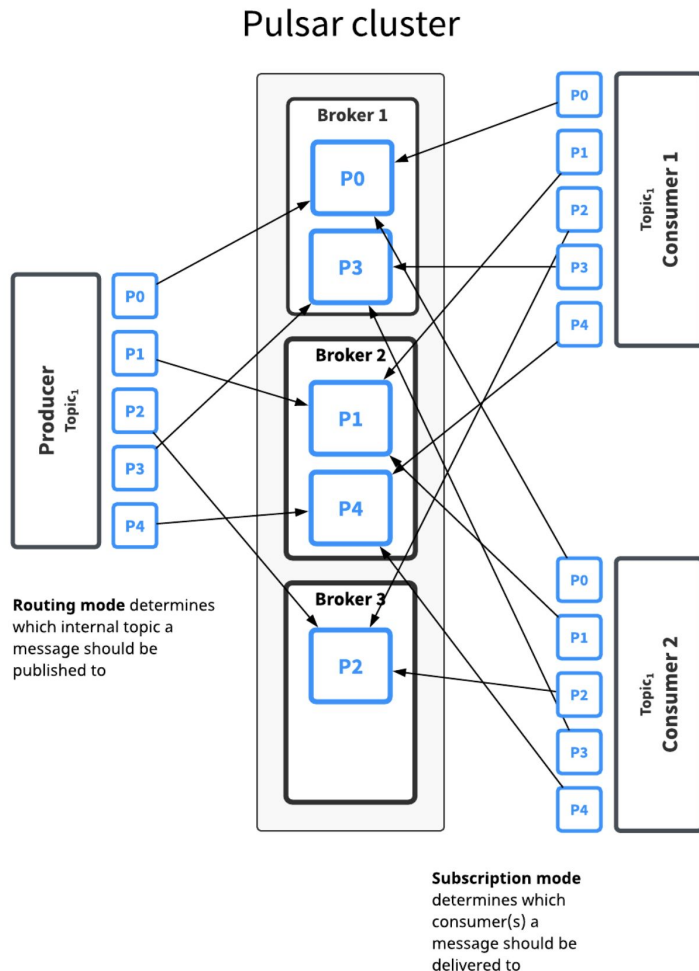 Pulsar cluster
Producer
Topic₁
P0
P1
P2
P3
P4
Routing mode determines
which internal topic a
message should be
published to
Broker 1
P0
P3
Broker 2
P1
P4
Broker 3
P2
P0
P1
P2
P3
P4
Topic₁
Consumer 1
P0
P1
P2
P3
P4
Topic₁
Consumer 2
Subscription mode
determines which
consumer(s) a
message should be
delivered to